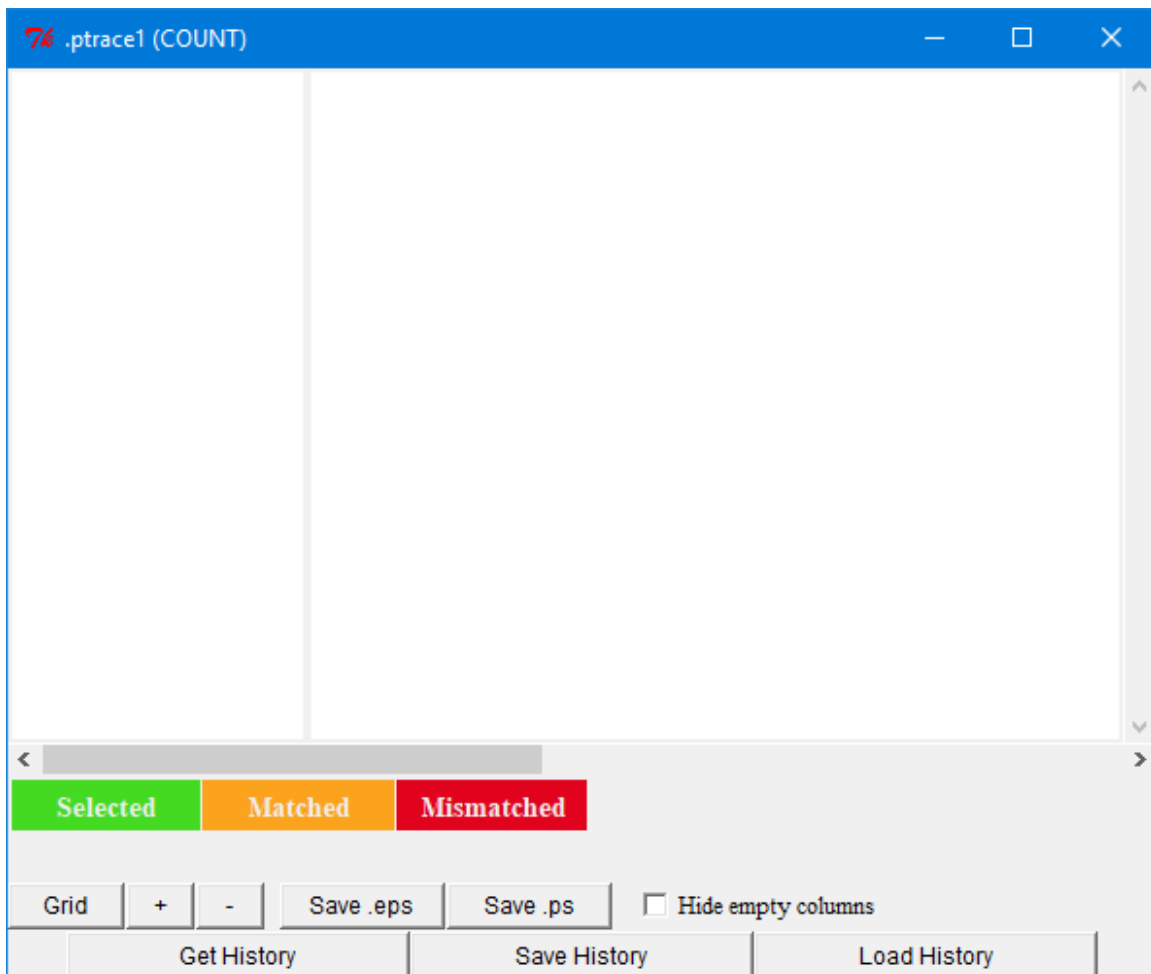 .ptrace1 (COUNT)
Selected Matched Mismatched
Grid + - Save .eps Save .ps Hide empty columns
Get History Save History Load History